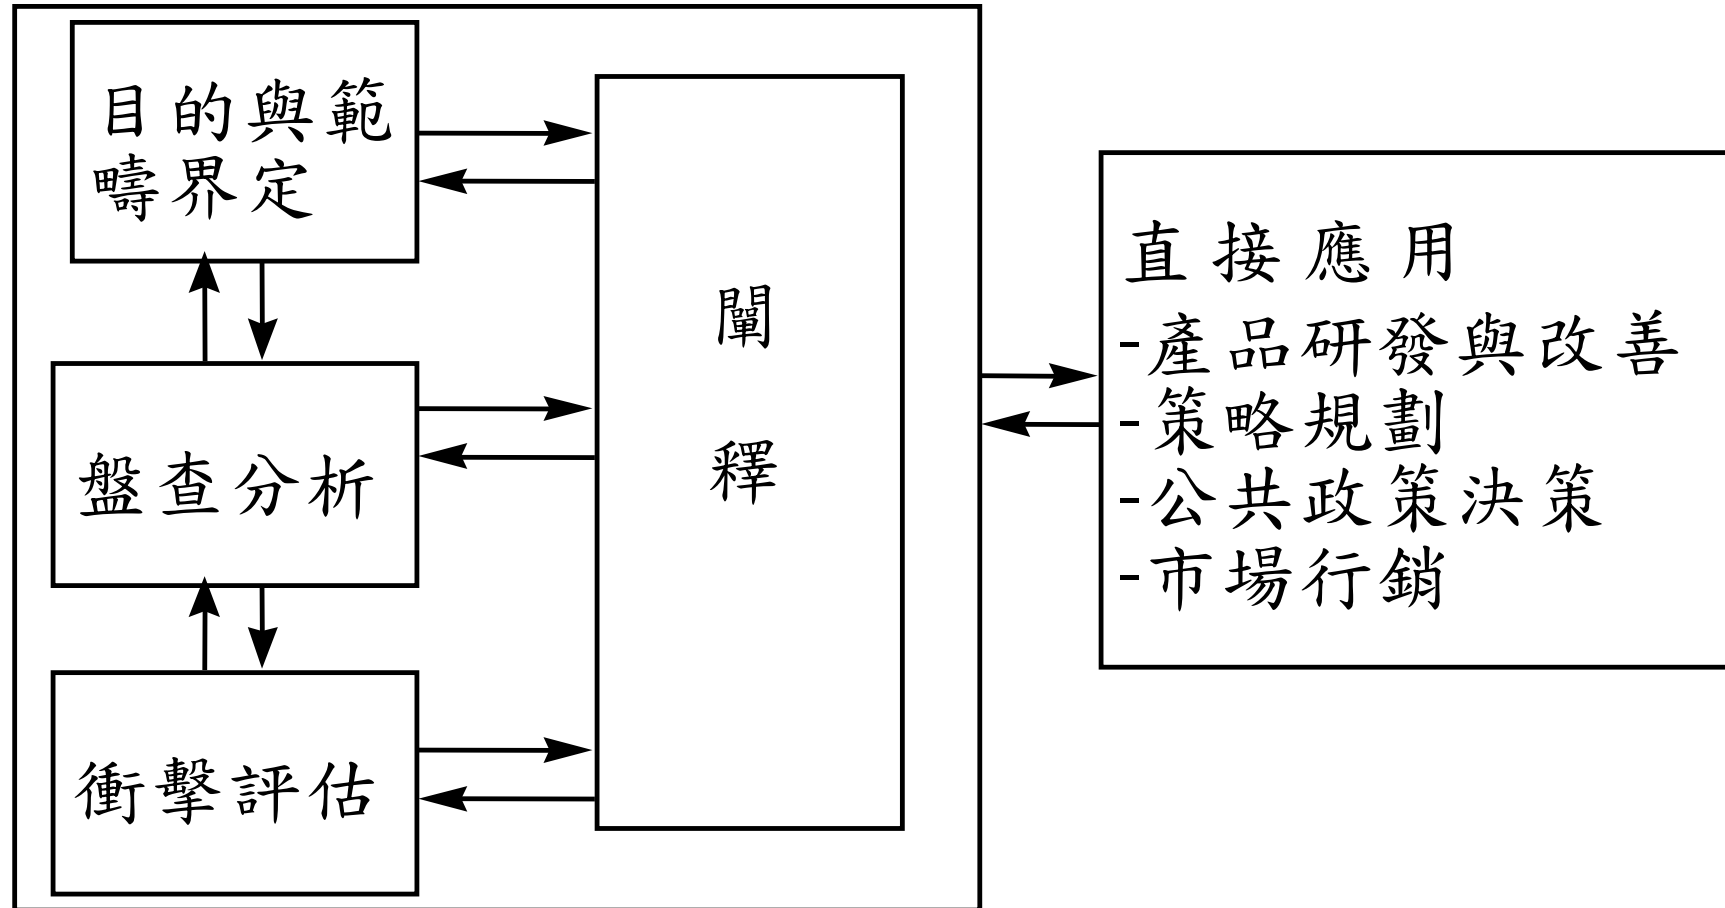 目的與範
疇界定
盤查分析
衝擊評估
闡
釋
直接應用
-產品研發與改善
-策略規劃
-公共政策決策
-市場行銷